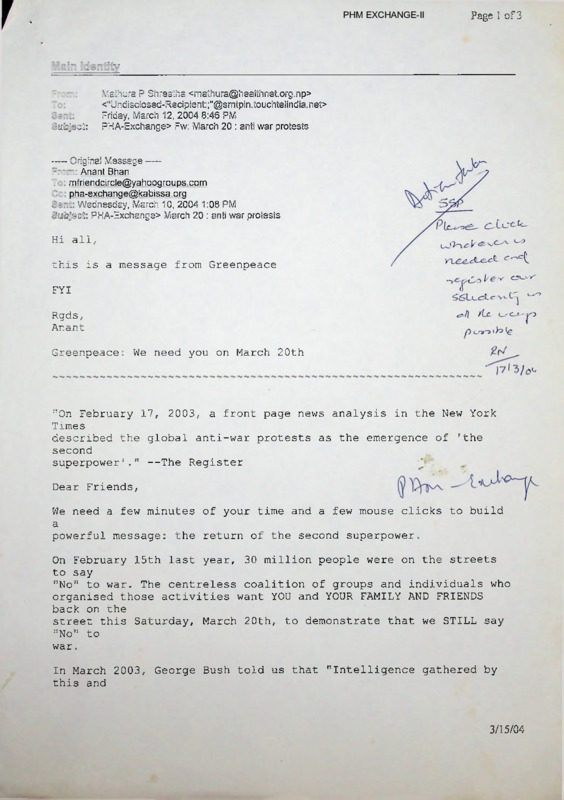 PHM EXCHANGE-II
Page 1 of 3
Main Identity
From: Mathura P Shrestha <mathura@healthnet.org.np>
To: <"Undisclosed-Recipient:;"@smtpin.touchtelindia.net>
Sent: Friday, March 12, 2004 8:46 PM
Subject: PHA-Exchange> Fw: March 20 : anti war protests
----- Original Message -----
From: Anant Bhan
To: mfriendcircle@yahoogroups.com
Cc: pha-exchange@kabissa.org
Sent: Wednesday, March 10, 2004 1:08 PM
Subject: PHA-Exchange> March 20 : anti war protests
SSP
Please click
wherever is
needed and
register our
solidarity in
all the ways
possible
RN
17/3/04
Hi all,
this is a message from Greenpeace
FYI
Rgds,
Anant
Greenpeace: We need you on March 20th
~~~~~~~~~~~~~~~~~~~~~~~~~~~~~~~~~~~~~~~~~~~~~~~~~~~~~~~~~~~~~~~
"On February 17, 2003, a front page news analysis in the New York
Times
described the global anti-war protests as the emergence of 'the
second
superpower'." --The Register
PHM - Exchange
Dear Friends,
We need a few minutes of your time and a few mouse clicks to build
a
powerful message: the return of the second superpower.
On February 15th last year, 30 million people were on the streets
to say
"No" to war. The centreless coalition of groups and individuals who
organised those activities want YOU and YOUR FAMILY AND FRIENDS
back on the
street this Saturday, March 20th, to demonstrate that we STILL say
"No" to
war.
In March 2003, George Bush told us that "Intelligence gathered by
this and
3/15/04